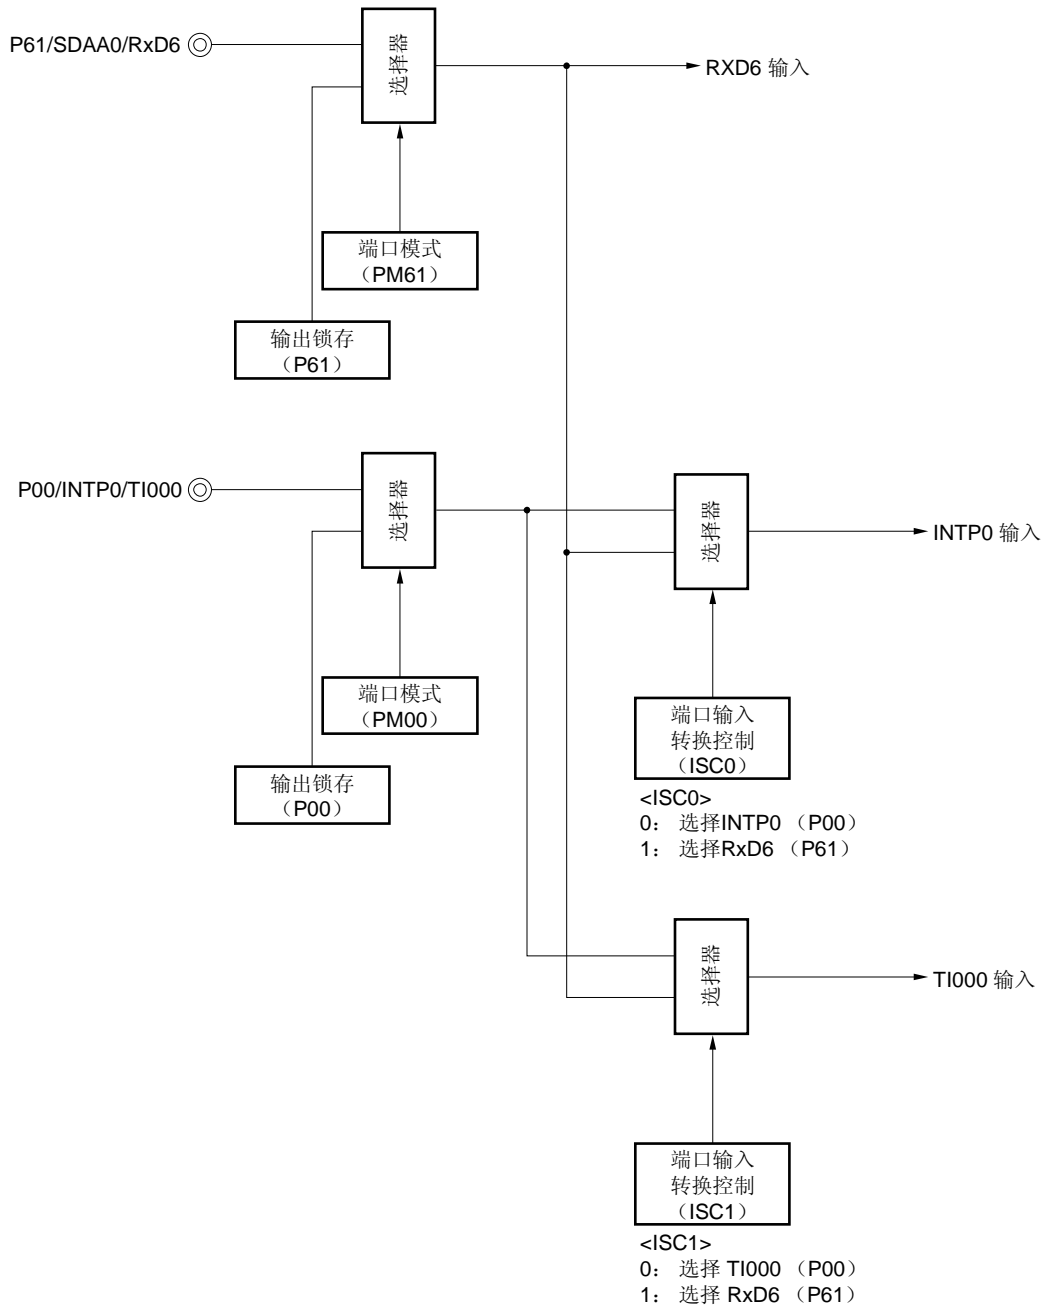 P61/SDAA0/RxD6
选择器
RXD6 输入
端口模式
（PM61）
输出锁存
（P61）
P00/INTP0/TI000
选择器
选择器
INTP0 输入
端口模式
（PM00）
输出锁存
（P00）
端口输入
转换控制
（ISC0）
<ISC0>
0： 选择INTP0 （P00）
1： 选择RxD6 （P61）
选择器
TI000 输入
端口输入
转换控制
（ISC1）
<ISC1>
0： 选择 TI000 （P00）
1： 选择 RxD6 （P61）